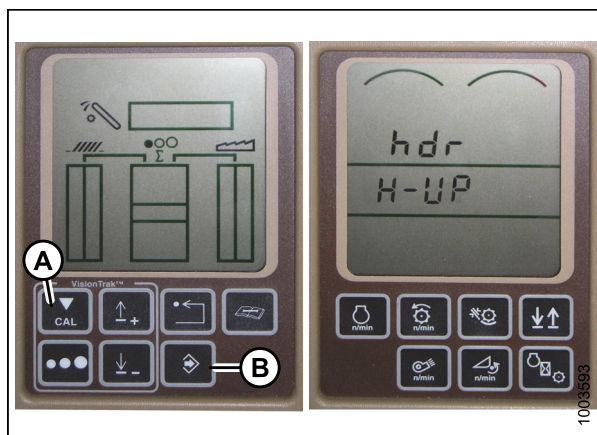 Σ
A
VisionTrak™
CAL
+
-
B
hdr
H-UP
n/min
n/min
n/min
n/min
1003593